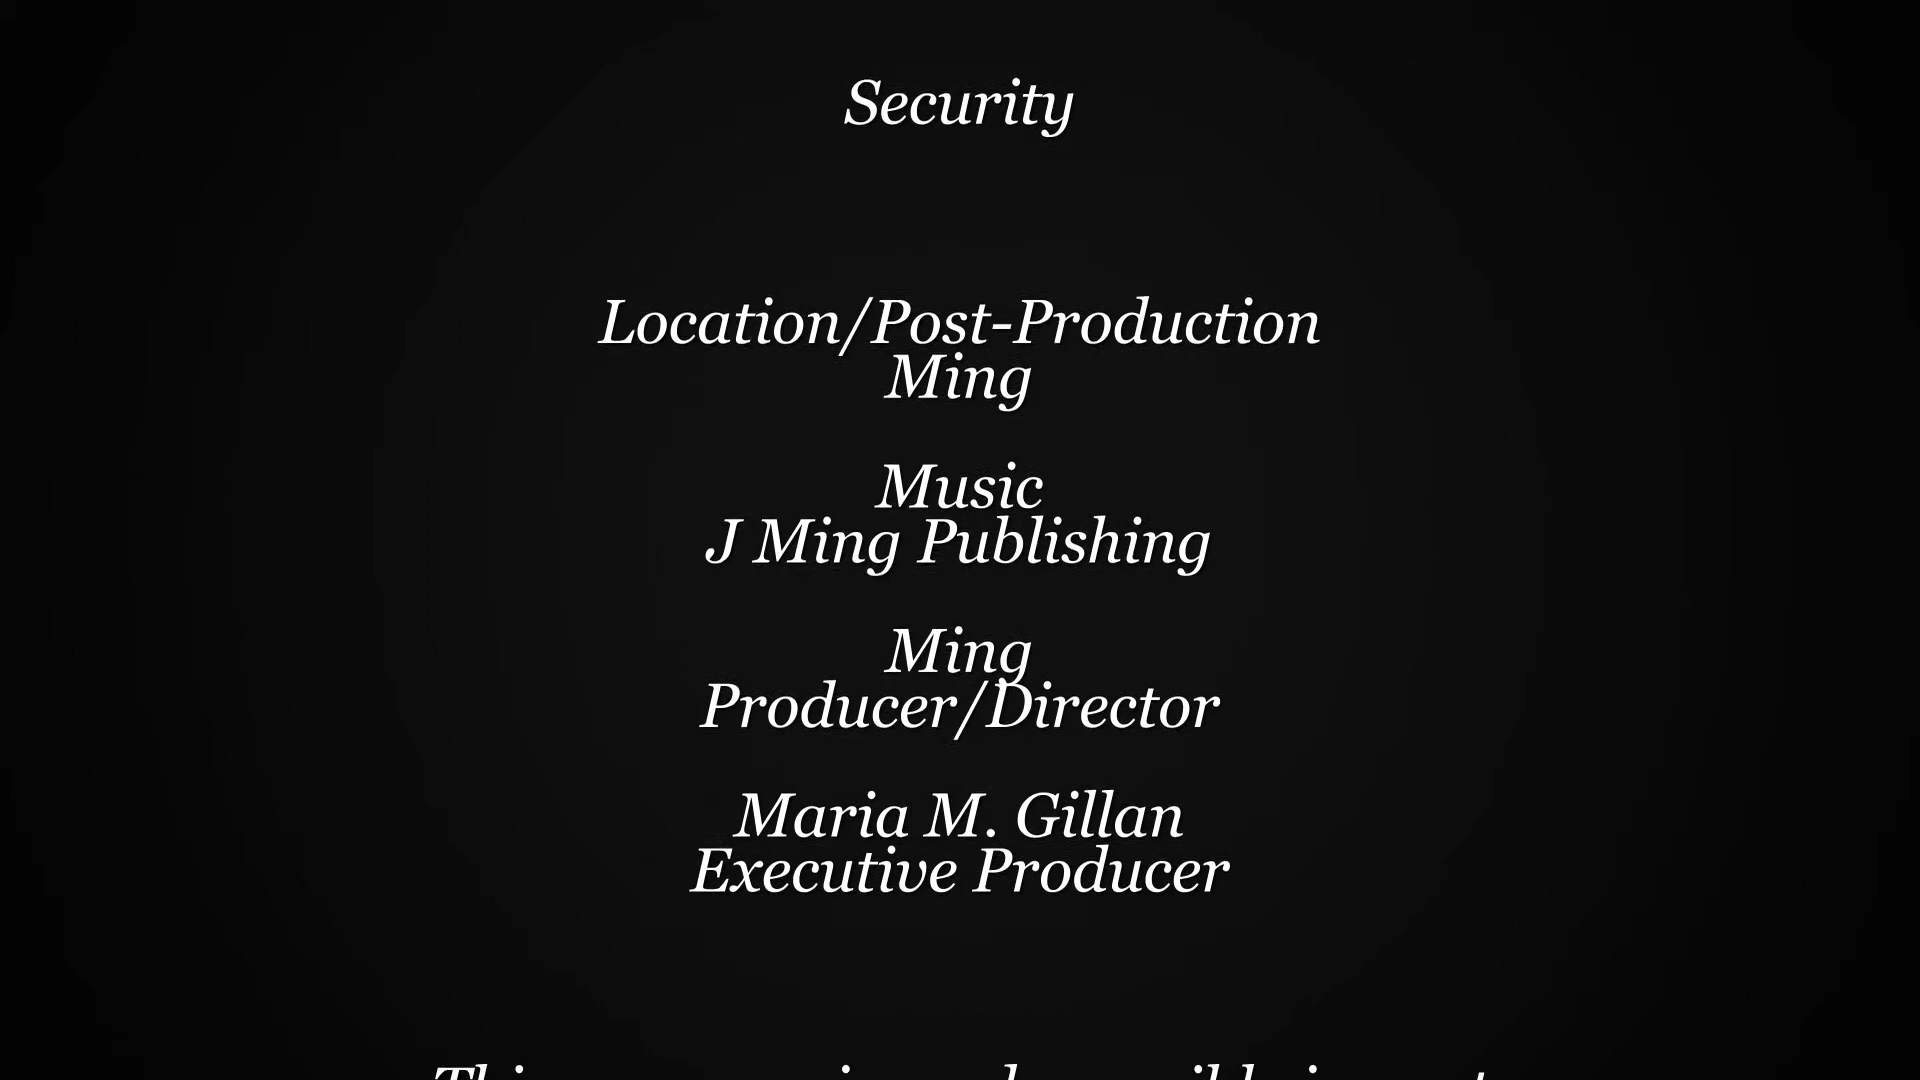 Security
Location/Post-Production
Ming
Music
J Ming Publishing
Ming
Producer/Director
Maria M. Gillan
Executive Producer